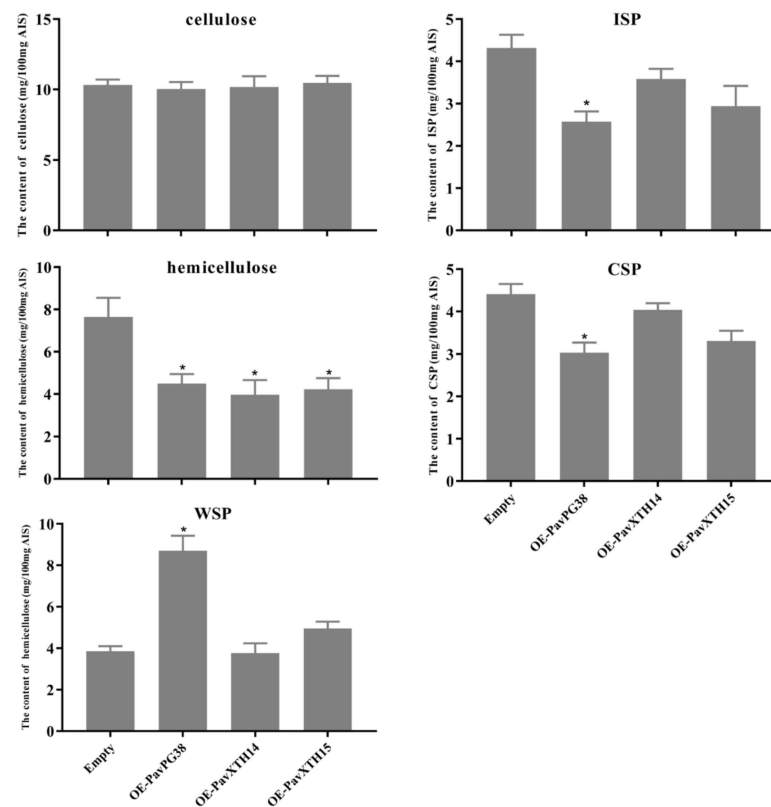 cellulose
The content of cellulose (mg/100mg AIS)
15
10
5
0
ISP
The content of ISP (mg/100mg AIS)
5
4
3
2
1
0
*
hemicellulose
The content of hemicellulose (mg/100mg AIS)
10
8
6
4
2
0
*
*
*
CSP
The content of CSP (mg/100mg AIS)
5
4
3
2
1
0
*
Empty
OE-PavPG38
OE-PavXTH14
OE-PavXTH15
WSP
The content of hemicellulose (mg/100mg AIS)
10
8
6
4
2
0
*
Empty
OE-PavPG38
OE-PavXTH14
OE-PavXTH15